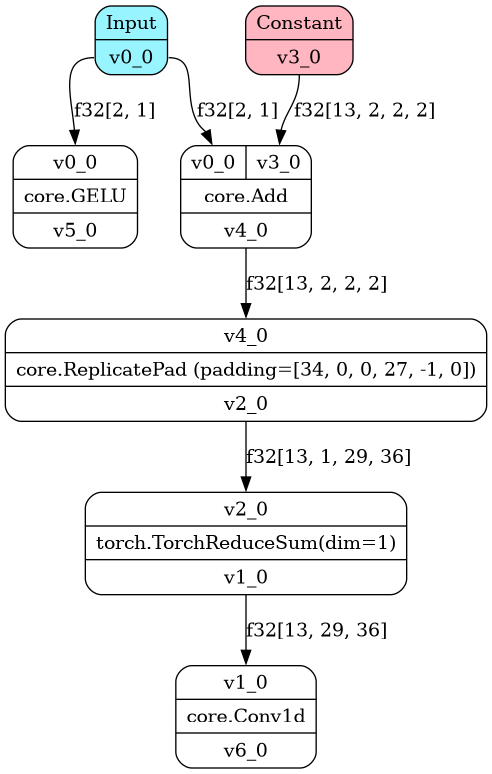 Input
v0_0
Constant
v3_0
f32[2, 1]
f32[2, 1]
f32[13, 2, 2, 2]
v0_0
core.GELU
v5_0
v0_0 v3_0
core.Add
v4_0
f32[13, 2, 2, 2]
v4_0
core.ReplicatePad (padding=[34, 0, 0, 27, -1, 0])
v2_0
f32[13, 1, 29, 36]
v2_0
torch.TorchReduceSum(dim=1)
v1_0
f32[13, 29, 36]
v1_0
core.Conv1d
v6_0